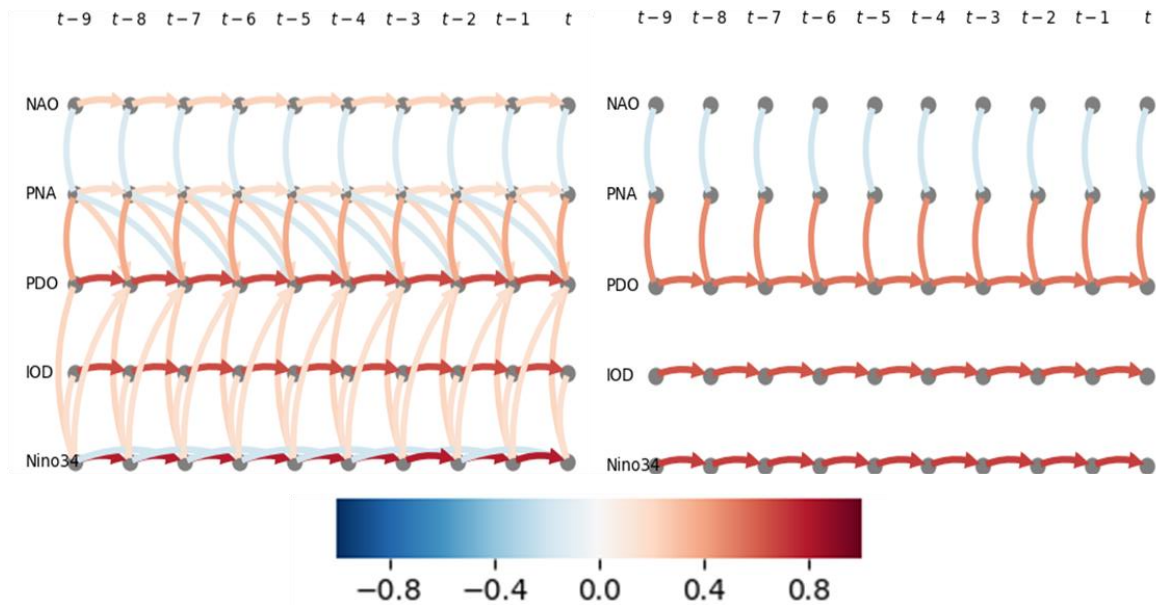 t − 9 t − 8 t − 7 t − 6 t − 5 t − 4 t − 3 t − 2 t − 1 t
NAO
PNA
PDO
IOD
Nino34
t − 9 t − 8 t − 7 t − 6 t − 5 t − 4 t − 3 t − 2 t − 1 t
NAO
PNA
PDO
IOD
Nino34
−0.8 −0.4 0.0 0.4 0.8